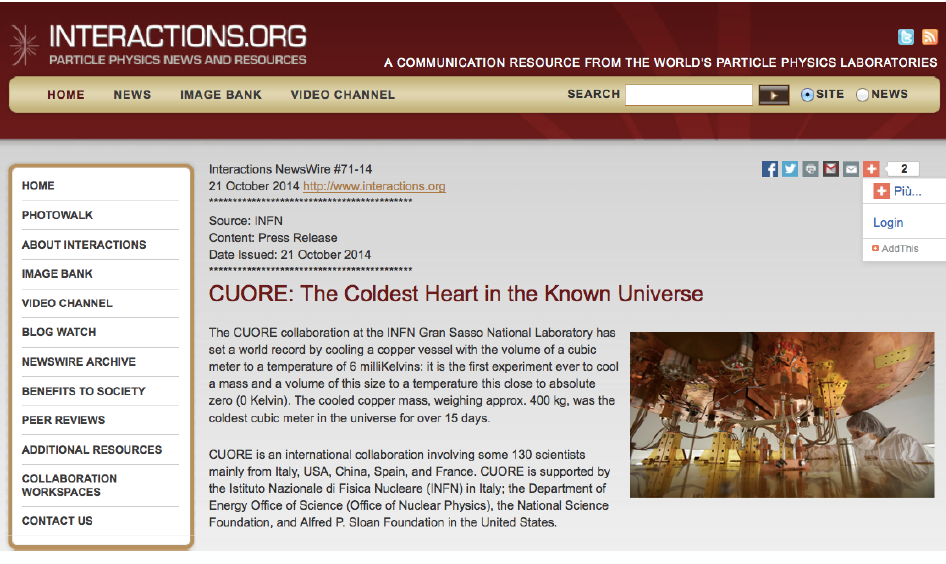 INTERACTIONS.ORG
PARTICLE PHYSICS NEWS AND RESOURCES
A COMMUNICATION RESOURCE FROM THE WORLD'S PARTICLE PHYSICS LABORATORIES
HOME NEWS IMAGE BANK VIDEO CHANNEL SEARCH SITE NEWS
HOME
PHOTOWALK
ABOUT INTERACTIONS
IMAGE BANK
VIDEO CHANNEL
BLOG WATCH
NEWSWIRE ARCHIVE
BENEFITS TO SOCIETY
PEER REVIEWS
ADDITIONAL RESOURCES
COLLABORATION
WORKSPACES
CONTACT US
Interactions NewsWire #71-14
21 October 2014 http://www.interactions.org
*******************************************
Source: INFN
Content: Press Release
Date Issued: 21 October 2014
*******************************************
CUORE: The Coldest Heart in the Known Universe
The CUORE collaboration at the INFN Gran Sasso National Laboratory has
set a world record by cooling a copper vessel with the volume of a cubic
meter to a temperature of 6 milliKelvins: it is the first experiment ever to cool
a mass and a volume of this size to a temperature this close to absolute
zero (0 Kelvin). The cooled copper mass, weighing approx. 400 kg, was the
coldest cubic meter in the universe for over 15 days.
CUORE is an international collaboration involving some 130 scientists
mainly from Italy, USA, China, Spain, and France. CUORE is supported by
the Istituto Nazionale di Fisica Nucleare (INFN) in Italy; the Department of
Energy Office of Science (Office of Nuclear Physics), the National Science
Foundation, and Alfred P. Sloan Foundation in the United States.
2
Più...
Login
AddThis